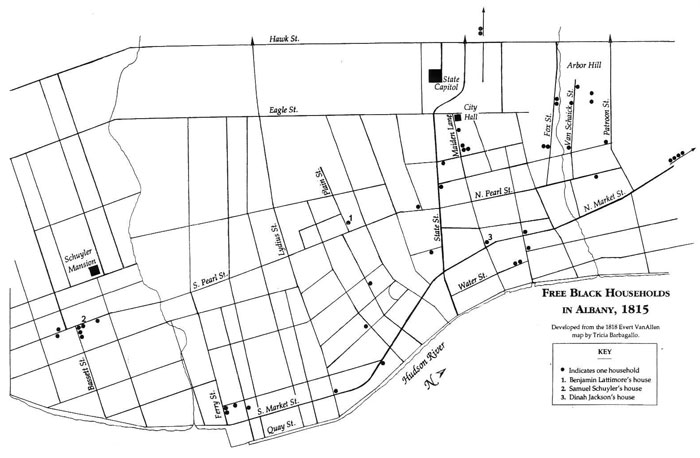 Hawk St.
State
Capitol
Arbor Hill
Eagle St.
City
Hall
Maiden Lane
Fox St.
Van Schaick St.
Patroon St.
Plain St.
1
N. Pearl St.
N. Market St.
State St.
Lydius St.
3
Schuyler
Mansion
S. Pearl St.
Water St.
2
Bassett St.
Hudson River
N
Ferry St.
S. Market St.
Quay St.
FREE BLACK HOUSEHOLDS
IN ALBANY, 1815
Developed from the 1818 Evert VanAllen
map by Tricia Barbagallo.
KEY
Indicates one household
1. Benjamin Lattimore's house
2. Samuel Schuyler's house
3. Dinah Jackson's house